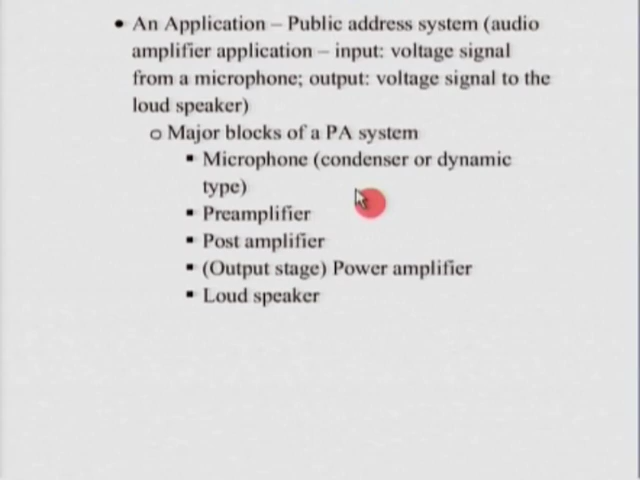 • An Application – Public address system (audio
amplifier application – input: voltage signal
from a microphone; output: voltage signal to the
loud speaker)
o Major blocks of a PA system
▪ Microphone (condenser or dynamic
type)
▪ Preamplifier
▪ Post amplifier
▪ (Output stage) Power amplifier
▪ Loud speaker